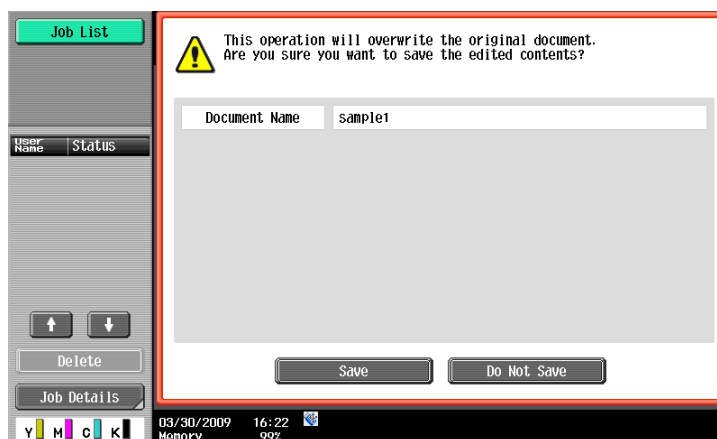 Job List
This operation will overwrite the original document.
Are you sure you want to save the edited contents?
Document Name sample1
User Name Status
Delete
Job Details
Save Do Not Save
Y M C K
03/30/2009 16:22
Memory 99%